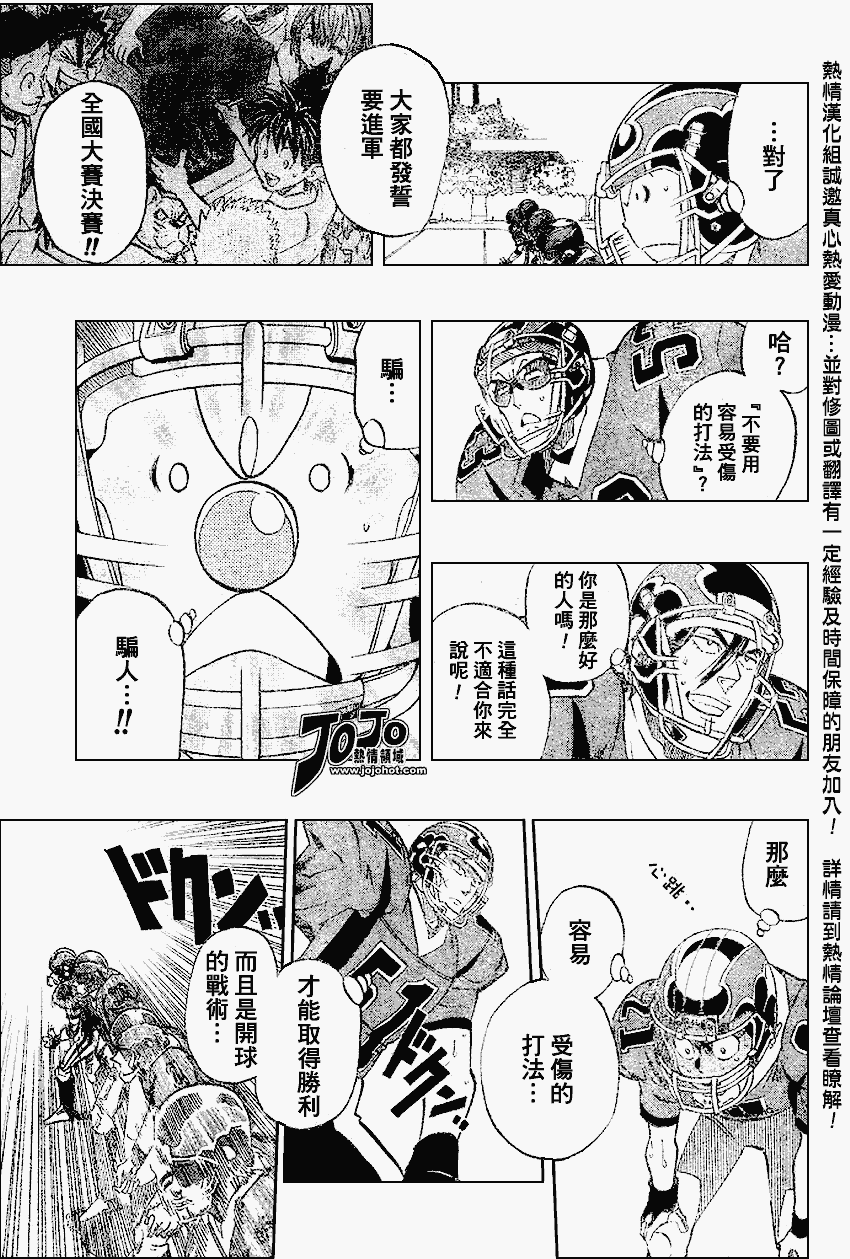 …對了
大家都發誓
要進軍
全國大賽決賽!!
哈?
『不要用
容易受傷
的打法』?
你是那麼好
的人嗎!
這種話完全
不適合你來
說呢!
騙…
騙人…!!
JOJO
熱情領域
www.jojohot.com
那麼
心跳..
容易
受傷的
打法…
才能取得勝利
ドクン..
而且是開球
的戰術…
ドクン..
熱情漢化組誠邀真心熱愛動漫…並對修圖或翻譯有一定經驗及時間保障的朋友加入! 詳情請到熱情論壇查看瞭解!